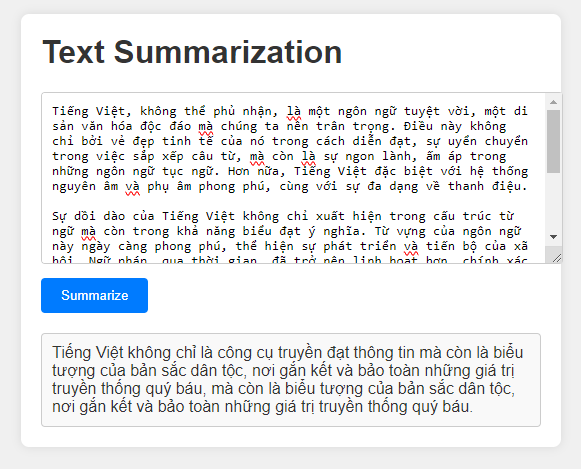 Text Summarization
Tiếng Việt, không thể phủ nhận, là một ngôn ngữ tuyệt vời, một di
sản văn hóa độc đáo mà chúng ta nên trân trọng. Điều này không
chỉ bởi vẻ đẹp tinh tế của nó trong cách diễn đạt, sự uyển chuyển
trong việc sắp xếp câu từ, mà còn là sự ngon lành, ấm áp trong
những ngôn ngữ tục ngữ. Hơn nữa, Tiếng Việt đặc biệt với hệ thống
nguyên âm và phụ âm phong phú, cùng với sự đa dạng về thanh điệu.
Sự dồi dào của Tiếng Việt không chỉ xuất hiện trong cấu trúc từ
ngữ mà còn trong khả năng biểu đạt ý nghĩa. Từ vựng của ngôn ngữ
này ngày càng phong phú, thể hiện sự phát triển và tiến bộ của xã
hội. Ngữ pháp, qua thời gian, đã trở nên linh hoạt hơn, chính xác
Summarize
Tiếng Việt không chỉ là công cụ truyền đạt thông tin mà còn là biểu
tượng của bản sắc dân tộc, nơi gắn kết và bảo toàn những giá trị
truyền thống quý báu, mà còn là biểu tượng của bản sắc dân tộc,
nơi gắn kết và bảo toàn những giá trị truyền thống quý báu.